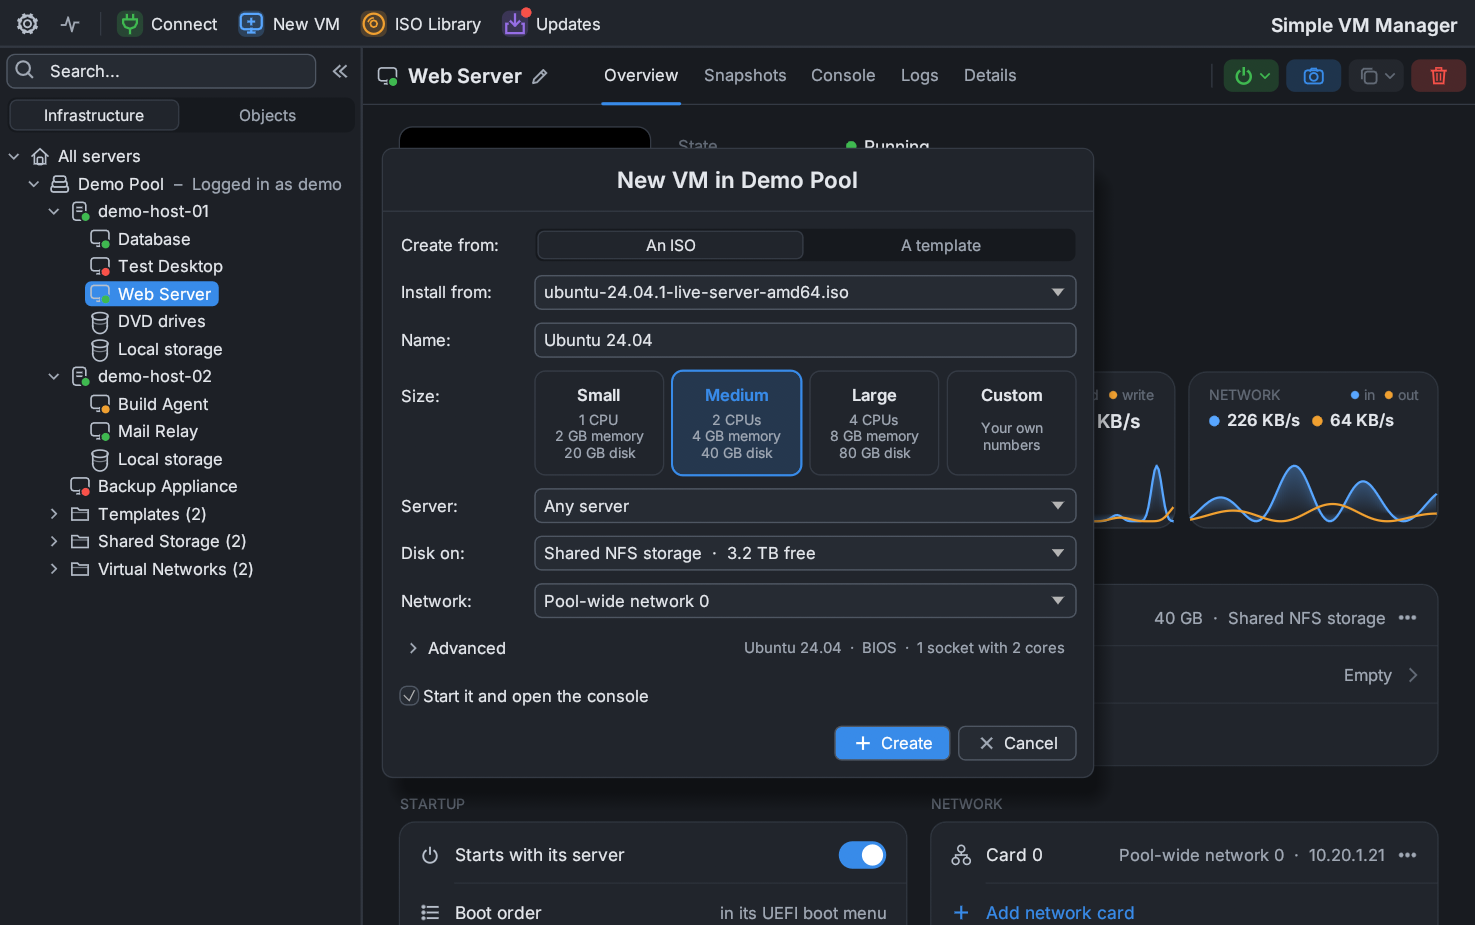 Connect
New VM
ISO Library
Updates
Simple VM Manager
Search...
Web Server
Overview
Snapshots
Console
Logs
Details
Infrastructure
Objects
All servers
Demo Pool – Logged in as demo
demo-host-01
Database
Test Desktop
Web Server
DVD drives
Local storage
demo-host-02
Build Agent
Mail Relay
Local storage
Backup Appliance
Templates (2)
Shared Storage (2)
Virtual Networks (2)
State
Running
New VM in Demo Pool
Create from:
An ISO
A template
Install from:
ubuntu-24.04.1-live-server-amd64.iso
Name:
Ubuntu 24.04
Size:
Small
1 CPU
2 GB memory
20 GB disk
Medium
2 CPUs
4 GB memory
40 GB disk
Large
4 CPUs
8 GB memory
80 GB disk
Custom
Your own
numbers
Server:
Any server
Disk on:
Shared NFS storage · 3.2 TB free
Network:
Pool-wide network 0
Advanced
Ubuntu 24.04 · BIOS · 1 socket with 2 cores
Start it and open the console
Create
Cancel
write
KB/s
NETWORK
in
out
226 KB/s
64 KB/s
40 GB · Shared NFS storage
Empty
STARTUP
Starts with its server
Boot order
in its UEFI boot menu
NETWORK
Card 0
Pool-wide network 0 · 10.20.1.21
Add network card